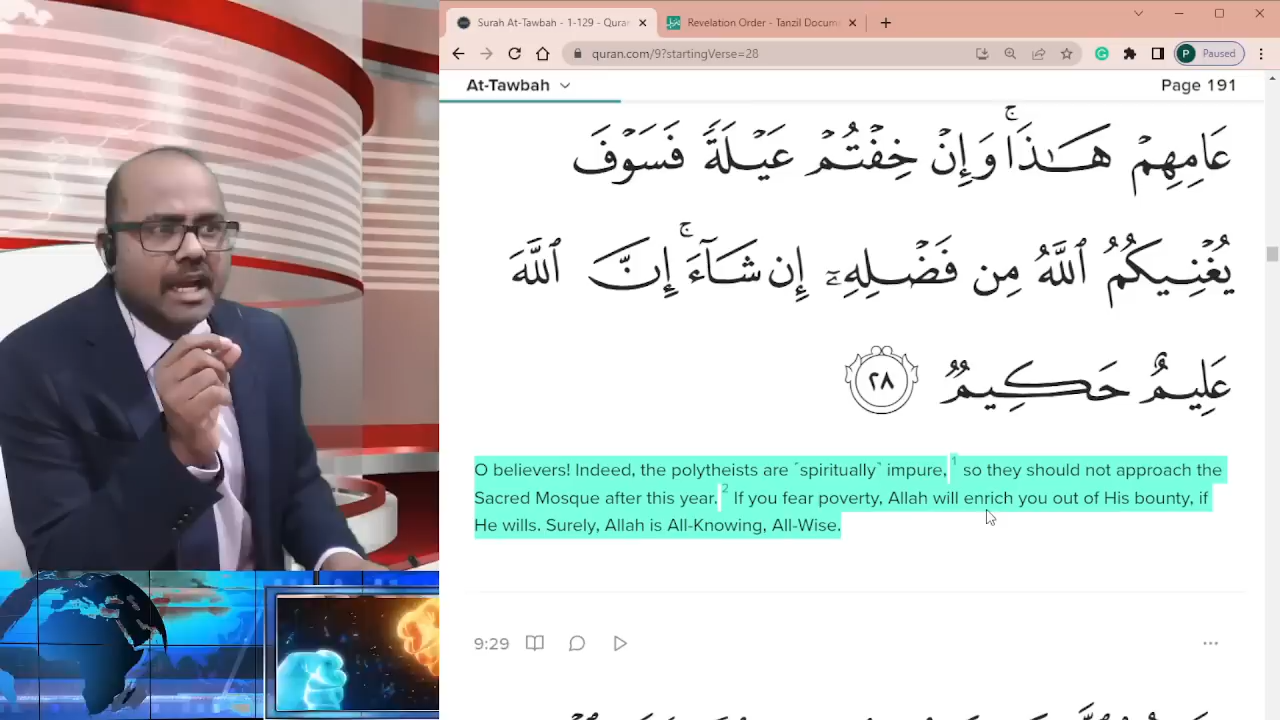 Surah At-Tawbah - 1-129 - Quran
Revelation Order - Tanzil Docume
quran.com/9?startingVerse=28
P Paused
At-Tawbah
Page 191
عَامِهِمْ هَـٰذَا ۚ وَإِنْ خِفْتُمْ عَيْلَةً فَسَوْفَ
يُغْنِيكُمُ ٱللَّهُ مِن فَضْلِهِۦٓ إِن شَآءَ ۚ إِنَّ ٱللَّهَ
عَلِيمٌ حَكِيمٌ ٢٨
O believers! Indeed, the polytheists are ˹spiritually˺ impure, 1 so they should not approach the
Sacred Mosque after this year. 2 If you fear poverty, Allah will enrich you out of His bounty, if
He wills. Surely, Allah is All-Knowing, All-Wise.
9:29